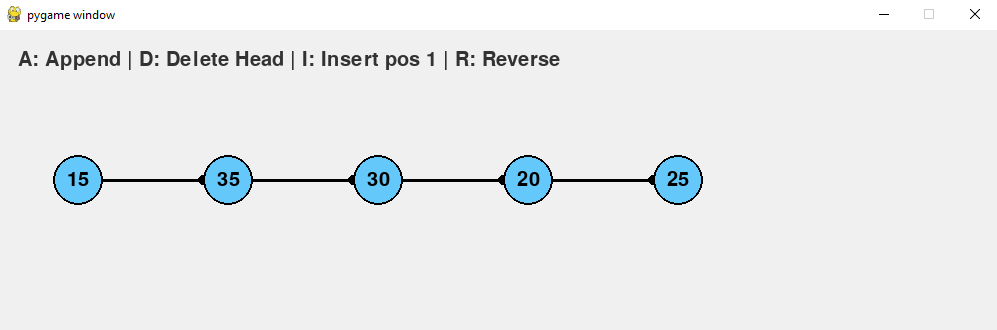 pygame window
A: Append | D: Delete Head | I: Insert pos 1 | R: Reverse
15 35 30 20 25